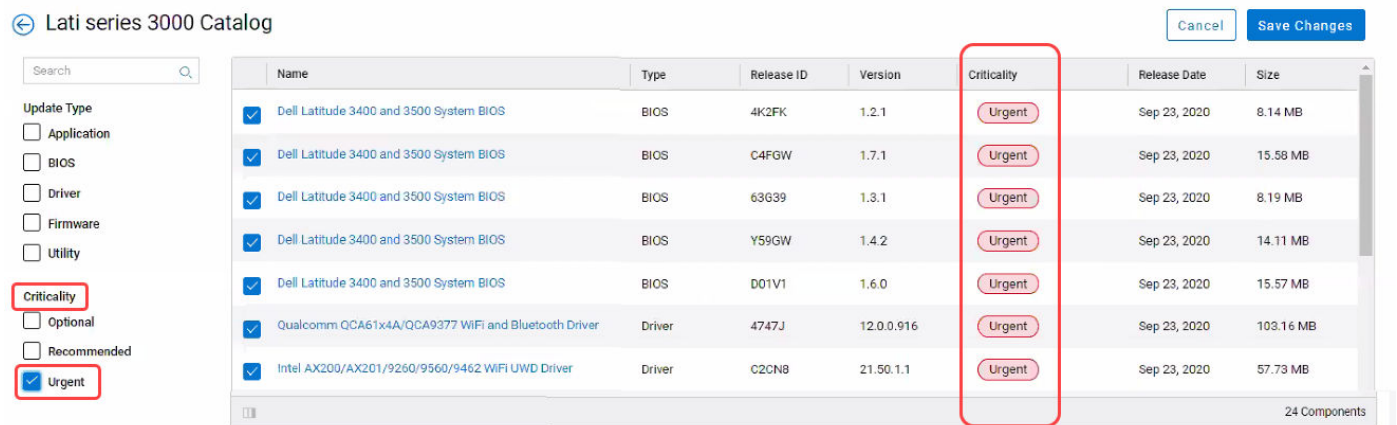 Lati series 3000 Catalog
Cancel
Save Changes
Search
Update Type
Application
BIOS
Driver
Firmware
Utility
Criticality
Optional
Recommended
Urgent
Name Type Release ID Version Criticality Release Date Size
Dell Latitude 3400 and 3500 System BIOS BIOS 4K2FK 1.2.1 Urgent Sep 23, 2020 8.14 MB
Dell Latitude 3400 and 3500 System BIOS BIOS C4FGW 1.7.1 Urgent Sep 23, 2020 15.58 MB
Dell Latitude 3400 and 3500 System BIOS BIOS 63G39 1.3.1 Urgent Sep 23, 2020 8.19 MB
Dell Latitude 3400 and 3500 System BIOS BIOS Y59GW 1.4.2 Urgent Sep 23, 2020 14.11 MB
Dell Latitude 3400 and 3500 System BIOS BIOS D01V1 1.6.0 Urgent Sep 23, 2020 15.57 MB
Qualcomm QCA61x4A/QCA9377 WiFi and Bluetooth Driver Driver 4747J 12.0.0.916 Urgent Sep 23, 2020 103.16 MB
Intel AX200/AX201/9260/9560/9462 WiFi UWD Driver Driver C2CN8 21.50.1.1 Urgent Sep 23, 2020 57.73 MB
24 Components